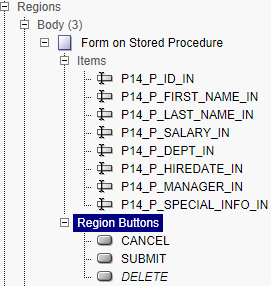 Regions
Body (3)
Form on Stored Procedure
Items
P14_P_ID_IN
P14_P_FIRST_NAME_IN
P14_P_LAST_NAME_IN
P14_P_SALARY_IN
P14_P_DEPT_IN
P14_P_HIREDATE_IN
P14_P_MANAGER_IN
P14_P_SPECIAL_INFO_IN
Region Buttons
CANCEL
SUBMIT
DELETE